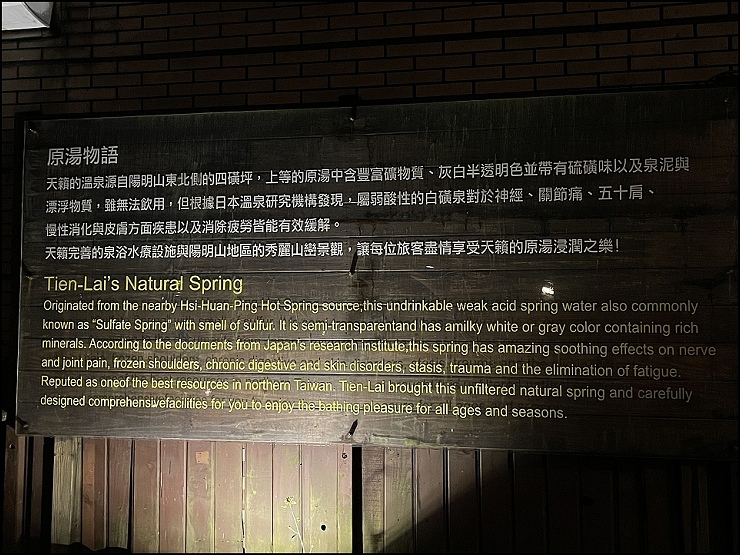 原湯物語
天籟的溫泉源自陽明山東北側的四磺坪，上等的原湯中含豐富礦物質、灰白半透明色並帶有硫磺味以及泉泥與
漂浮物質，雖無法飲用，但根據日本溫泉研究機構發現，屬弱酸性的白磺泉對於神經、關節痛、五十肩、
慢性消化與皮膚方面疾患以及消除疲勞皆能有效緩解。
天籟完善的泉浴水療設施與陽明山地區的秀麗山巒景觀，讓每位旅客盡情享受天籟的原湯浸潤之樂！
Tien-Lai's Natural Spring
Originated from the nearby Hsi-Huan-Ping Hot Spring source,this undrinkable weak acid spring water also commonly
known as “Sulfate Spring” with smell of sulfur. It is semi-transparentand has amilky white or gray color containing rich
minerals. According to the documents from Japan's research institute,this spring has amazing soothing effects on nerve
and joint pain, frozen shoulders, chronic digestive and skin disorders, stasis, trauma and the elimination of fatigue.
Reputed as oneof the best resources in northern Taiwan. Tien-Lai brought this unfiltered natural spring and carefully
designed comprehensivefacilities for you to enjoy the bathing pleasure for all ages and seasons.